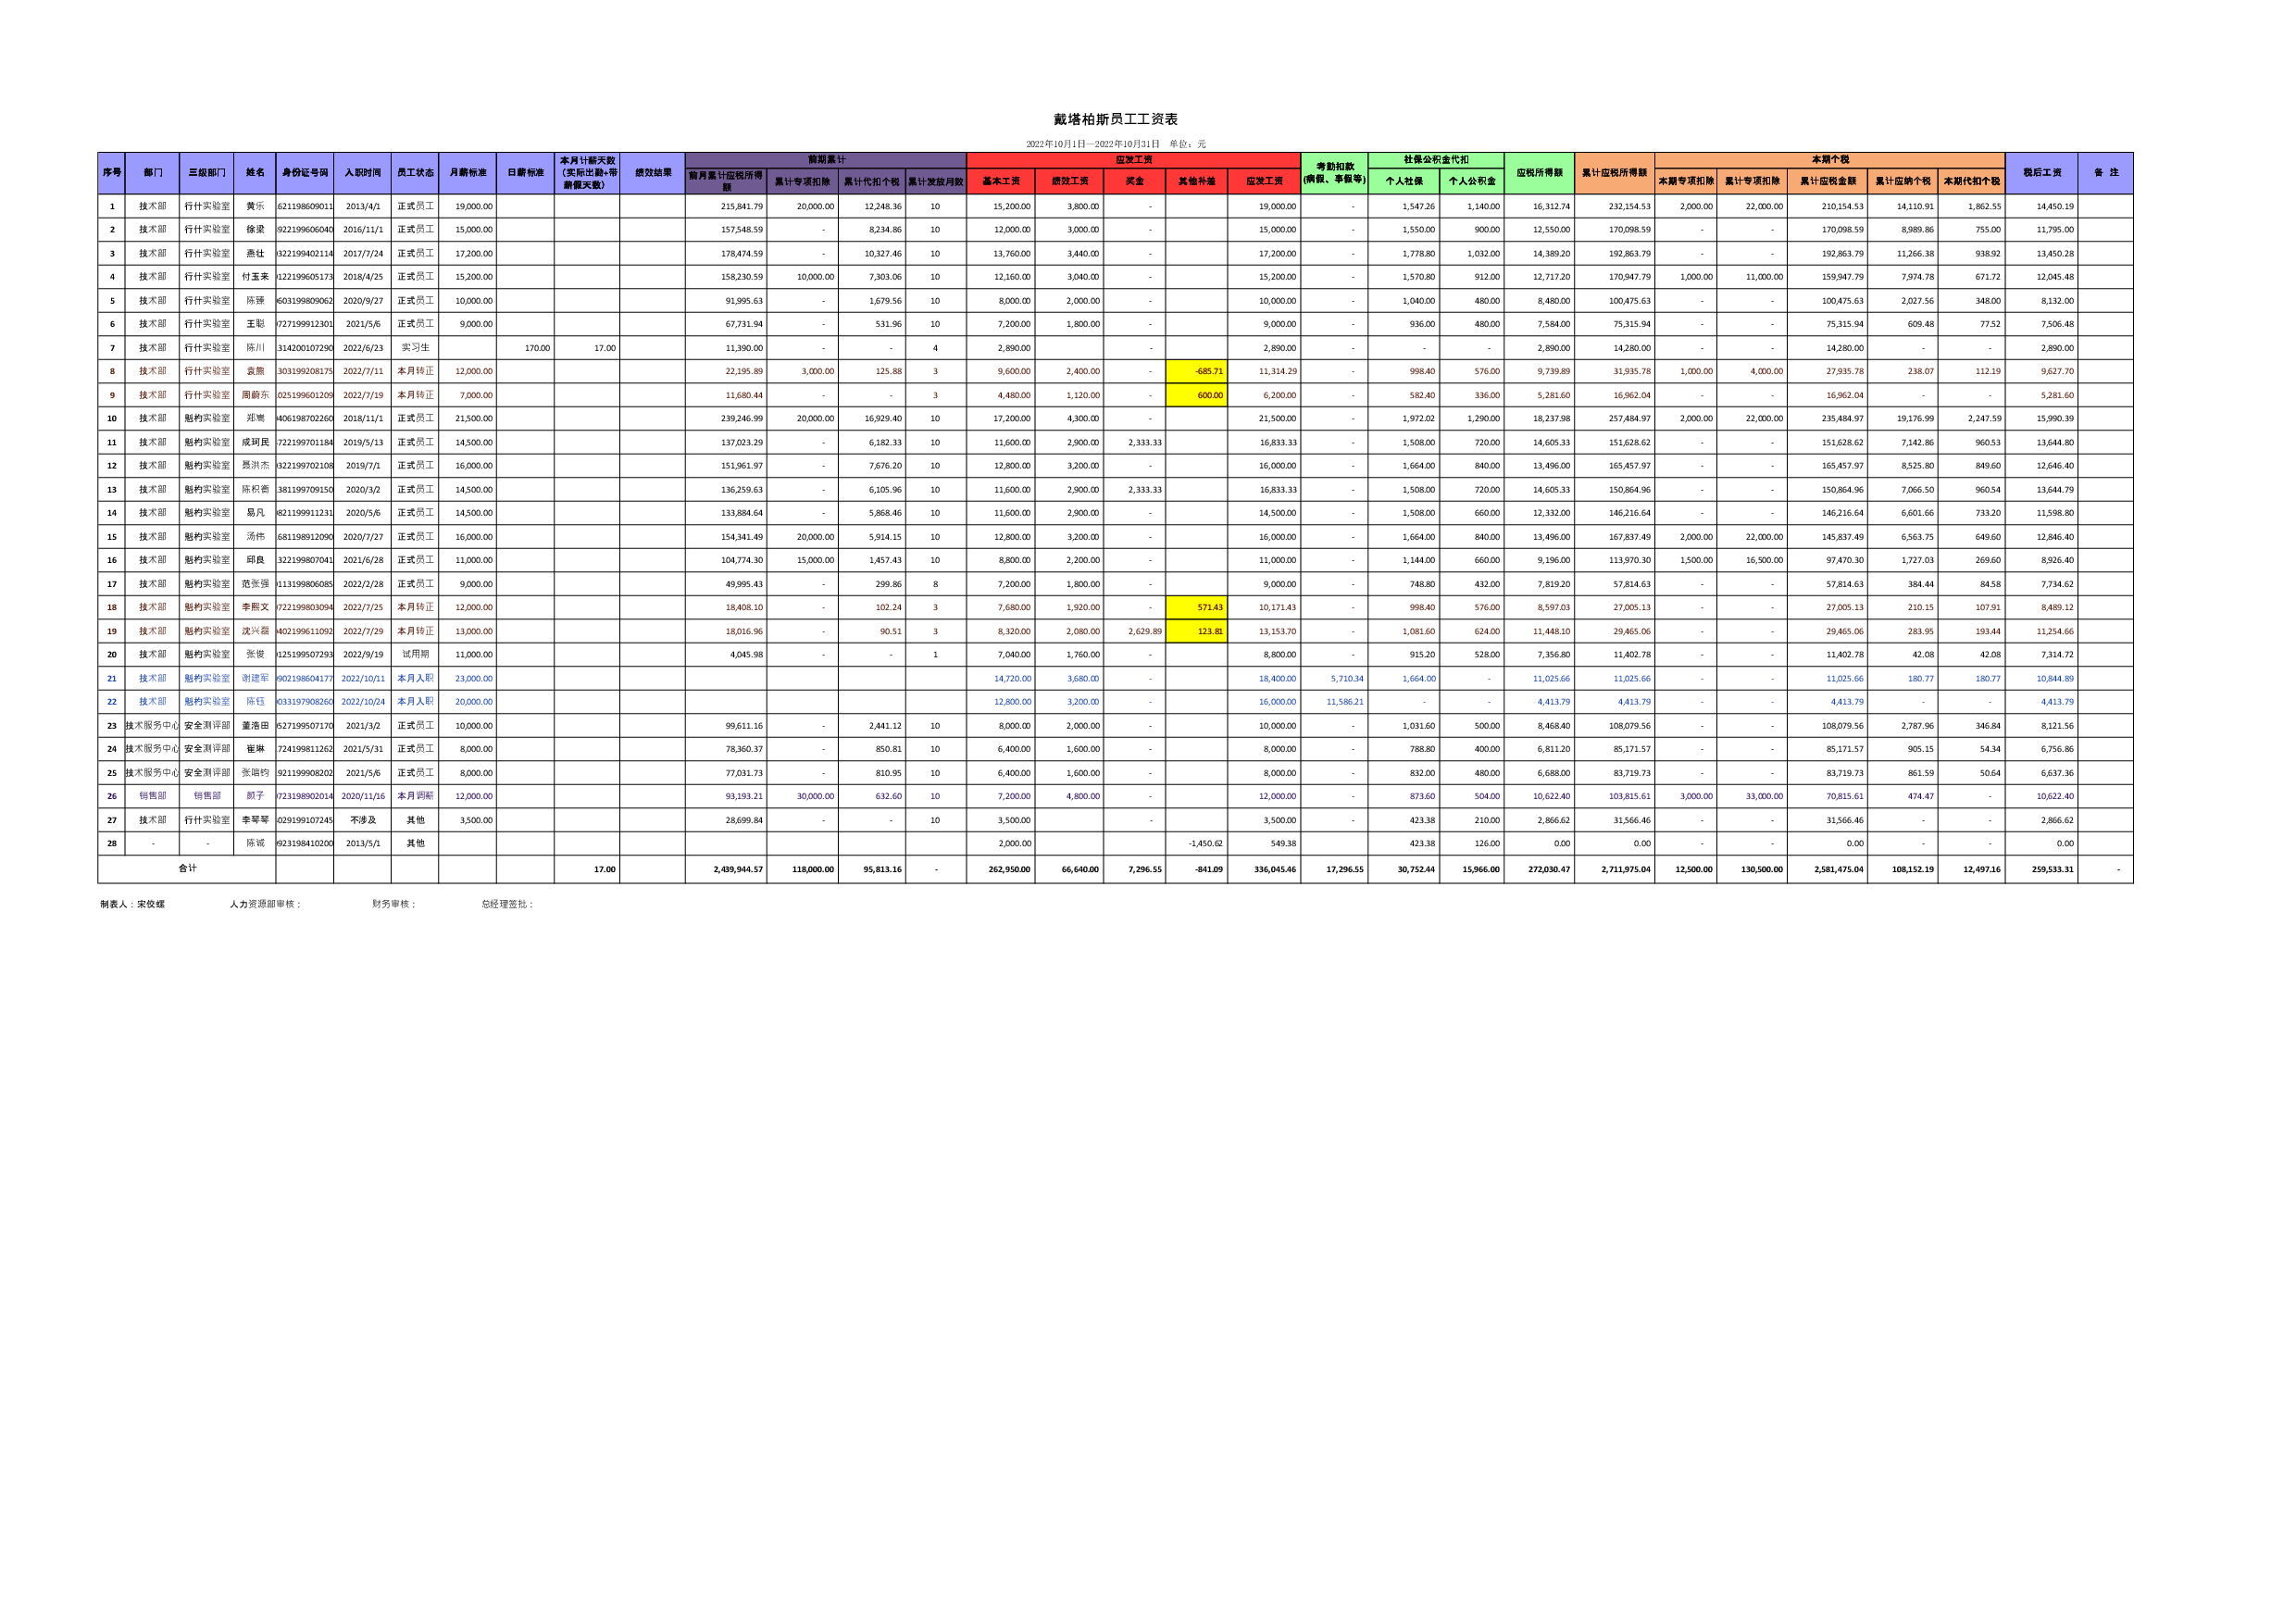 戴塔柏斯员工工资表
2022年10月1日—2022年10月31日 单位：元
序号 部门 三级部门 姓名 身份证号码 入职时间 员工状态 月薪标准 日薪标准 本月计薪天数（实际出勤+带薪假天数） 绩效结果 前期累计 应发工资 考勤扣款(病假、事假等) 社保公积金代扣 应税所得额 累计应税所得额 本期个税 税后工资 备 注
前月累计应税所得额 累计专项扣除 累计代扣个税 累计发放月数 基本工资 绩效工资 奖金 其他补差 应发工资 个人社保 个人公积金 本期专项扣除 累计专项扣除 累计应税金额 累计应纳个税 本期代扣个税
1 技术部 行什实验室 黄乐 621198609011 2013/4/1 正式员工 19,000.00 215,841.79 20,000.00 12,248.36 10 15,200.00 3,800.00 - 19,000.00 - 1,547.26 1,140.00 16,312.74 232,154.53 2,000.00 22,000.00 210,154.53 14,110.91 1,862.55 14,450.19
2 技术部 行什实验室 徐梁 922199606040 2016/11/1 正式员工 15,000.00 157,548.59 - 8,234.86 10 12,000.00 3,000.00 - 15,000.00 - 1,550.00 900.00 12,550.00 170,098.59 - - 170,098.59 8,989.86 755.00 11,795.00
3 技术部 行什实验室 燕壮 322199402114 2017/7/24 正式员工 17,200.00 178,474.59 - 10,327.46 10 13,760.00 3,440.00 - 17,200.00 - 1,778.80 1,032.00 14,389.20 192,863.79 - - 192,863.79 11,266.38 938.92 13,450.28
4 技术部 行什实验室 付玉来 122199605173 2018/4/25 正式员工 15,200.00 158,230.59 10,000.00 7,303.06 10 12,160.00 3,040.00 - 15,200.00 - 1,570.80 912.00 12,717.20 170,947.79 1,000.00 11,000.00 159,947.79 7,974.78 671.72 12,045.48
5 技术部 行什实验室 陈臻 603199809062 2020/9/27 正式员工 10,000.00 91,995.63 - 1,679.56 10 8,000.00 2,000.00 - 10,000.00 - 1,040.00 480.00 8,480.00 100,475.63 - - 100,475.63 2,027.56 348.00 8,132.00
6 技术部 行什实验室 王聪 727199912301 2021/5/6 正式员工 9,000.00 67,731.94 - 531.96 10 7,200.00 1,800.00 - 9,000.00 - 936.00 480.00 7,584.00 75,315.94 - - 75,315.94 609.48 77.52 7,506.48
7 技术部 行什实验室 陈川 314200107290 2022/6/23 实习生 170.00 17.00 11,390.00 - - 4 2,890.00 - 2,890.00 - - - 2,890.00 14,280.00 - - 14,280.00 - - 2,890.00
8 技术部 行什实验室 袁熊 303199208175 2022/7/11 本月转正 12,000.00 22,195.89 3,000.00 125.88 3 9,600.00 2,400.00 - -685.71 11,314.29 - 998.40 576.00 9,739.89 31,935.78 1,000.00 4,000.00 27,935.78 238.07 112.19 9,627.70
9 技术部 行什实验室 周蔚东 025199601209 2022/7/19 本月转正 7,000.00 11,680.44 - - 3 4,480.00 1,120.00 - 600.00 6,200.00 - 582.40 336.00 5,281.60 16,962.04 - - 16,962.04 - - 5,281.60
10 技术部 魁杓实验室 郑嵩 406198702260 2018/11/1 正式员工 21,500.00 239,246.99 20,000.00 16,929.40 10 17,200.00 4,300.00 - 21,500.00 - 1,972.02 1,290.00 18,237.98 257,484.97 2,000.00 22,000.00 235,484.97 19,176.99 2,247.59 15,990.39
11 技术部 魁杓实验室 成珂民 722199701184 2019/5/13 正式员工 14,500.00 137,023.29 - 6,182.33 10 11,600.00 2,900.00 2,333.33 16,833.33 - 1,508.00 720.00 14,605.33 151,628.62 - - 151,628.62 7,142.86 960.53 13,644.80
12 技术部 魁杓实验室 聂洪杰 322199702108 2019/7/1 正式员工 16,000.00 151,961.97 - 7,676.20 10 12,800.00 3,200.00 - 16,000.00 - 1,664.00 840.00 13,496.00 165,457.97 - - 165,457.97 8,525.80 849.60 12,646.40
13 技术部 魁杓实验室 陈枳衢 381199709150 2020/3/2 正式员工 14,500.00 136,259.63 - 6,105.96 10 11,600.00 2,900.00 2,333.33 16,833.33 - 1,508.00 720.00 14,605.33 150,864.96 - - 150,864.96 7,066.50 960.54 13,644.79
14 技术部 魁杓实验室 易凡 821199911231 2020/5/6 正式员工 14,500.00 133,884.64 - 5,868.46 10 11,600.00 2,900.00 - 14,500.00 - 1,508.00 660.00 12,332.00 146,216.64 - - 146,216.64 6,601.66 733.20 11,598.80
15 技术部 魁杓实验室 汤伟 681198912090 2020/7/27 正式员工 16,000.00 154,341.49 20,000.00 5,914.15 10 12,800.00 3,200.00 - 16,000.00 - 1,664.00 840.00 13,496.00 167,837.49 2,000.00 22,000.00 145,837.49 6,563.75 649.60 12,846.40
16 技术部 魁杓实验室 邱良 322199807041 2021/6/28 正式员工 11,000.00 104,774.30 15,000.00 1,457.43 10 8,800.00 2,200.00 - 11,000.00 - 1,144.00 660.00 9,196.00 113,970.30 1,500.00 16,500.00 97,470.30 1,727.03 269.60 8,926.40
17 技术部 魁杓实验室 范张强 113199806085 2022/2/28 正式员工 9,000.00 49,995.43 - 299.86 8 7,200.00 1,800.00 - 9,000.00 - 748.80 432.00 7,819.20 57,814.63 - - 57,814.63 384.44 84.58 7,734.62
18 技术部 魁杓实验室 李熙文 722199803094 2022/7/25 本月转正 12,000.00 18,408.10 - 102.24 3 7,680.00 1,920.00 - 571.43 10,171.43 - 998.40 576.00 8,597.03 27,005.13 - - 27,005.13 210.15 107.91 8,489.12
19 技术部 魁杓实验室 沈兴磊 402199611092 2022/7/29 本月转正 13,000.00 18,016.96 - 90.51 3 8,320.00 2,080.00 2,629.89 123.81 13,153.70 - 1,081.60 624.00 11,448.10 29,465.06 - - 29,465.06 283.95 193.44 11,254.66
20 技术部 魁杓实验室 张俊 125199507293 2022/9/19 试用期 11,000.00 4,045.98 - - 1 7,040.00 1,760.00 - 8,800.00 - 915.20 528.00 7,356.80 11,402.78 - - 11,402.78 42.08 42.08 7,314.72
21 技术部 魁杓实验室 谢建军 902198604177 2022/10/11 本月入职 23,000.00 14,720.00 3,680.00 - 18,400.00 5,710.34 1,664.00 - 11,025.66 11,025.66 - - 11,025.66 180.77 180.77 10,844.89
22 技术部 魁杓实验室 陈钰 033197908260 2022/10/24 本月入职 20,000.00 12,800.00 3,200.00 - 16,000.00 11,586.21 - - 4,413.79 4,413.79 - - 4,413.79 - - 4,413.79
23 技术服务中心 安全测评部 董浩田 527199507170 2021/3/2 正式员工 10,000.00 99,611.16 - 2,441.12 10 8,000.00 2,000.00 - 10,000.00 - 1,031.60 500.00 8,468.40 108,079.56 - - 108,079.56 2,787.96 346.84 8,121.56
24 技术服务中心 安全测评部 崔琳 724199811262 2021/5/31 正式员工 8,000.00 78,360.37 - 850.81 10 6,400.00 1,600.00 - 8,000.00 - 788.80 400.00 6,811.20 85,171.57 - - 85,171.57 905.15 54.34 6,756.86
25 技术服务中心 安全测评部 张皓钧 921199908202 2021/5/6 正式员工 8,000.00 77,031.73 - 810.95 10 6,400.00 1,600.00 - 8,000.00 - 832.00 480.00 6,688.00 83,719.73 - - 83,719.73 861.59 50.64 6,637.36
26 销售部 销售部 颜子 723198902014 2020/11/16 本月调薪 12,000.00 93,193.21 30,000.00 632.60 10 7,200.00 4,800.00 - 12,000.00 - 873.60 504.00 10,622.40 103,815.61 3,000.00 33,000.00 70,815.61 474.47 - 10,622.40
27 技术部 行什实验室 李琴琴 029199107245 不涉及 其他 3,500.00 28,699.84 - - 10 3,500.00 - 3,500.00 - 423.38 210.00 2,866.62 31,566.46 - - 31,566.46 - - 2,866.62
28 - - 陈诚 923198410200 2013/5/1 其他 2,000.00 -1,450.62 549.38 423.38 126.00 0.00 0.00 - - 0.00 - - 0.00
合计 17.00 2,439,944.57 118,000.00 95,813.16 - 262,950.00 66,640.00 7,296.55 -841.09 336,045.46 17,296.55 30,752.44 15,966.00 272,030.47 2,711,975.04 12,500.00 130,500.00 2,581,475.04 108,152.19 12,497.16 259,533.31 -
制表人：宋佼 人力资源部审核： 财务审核： 总经理签批：